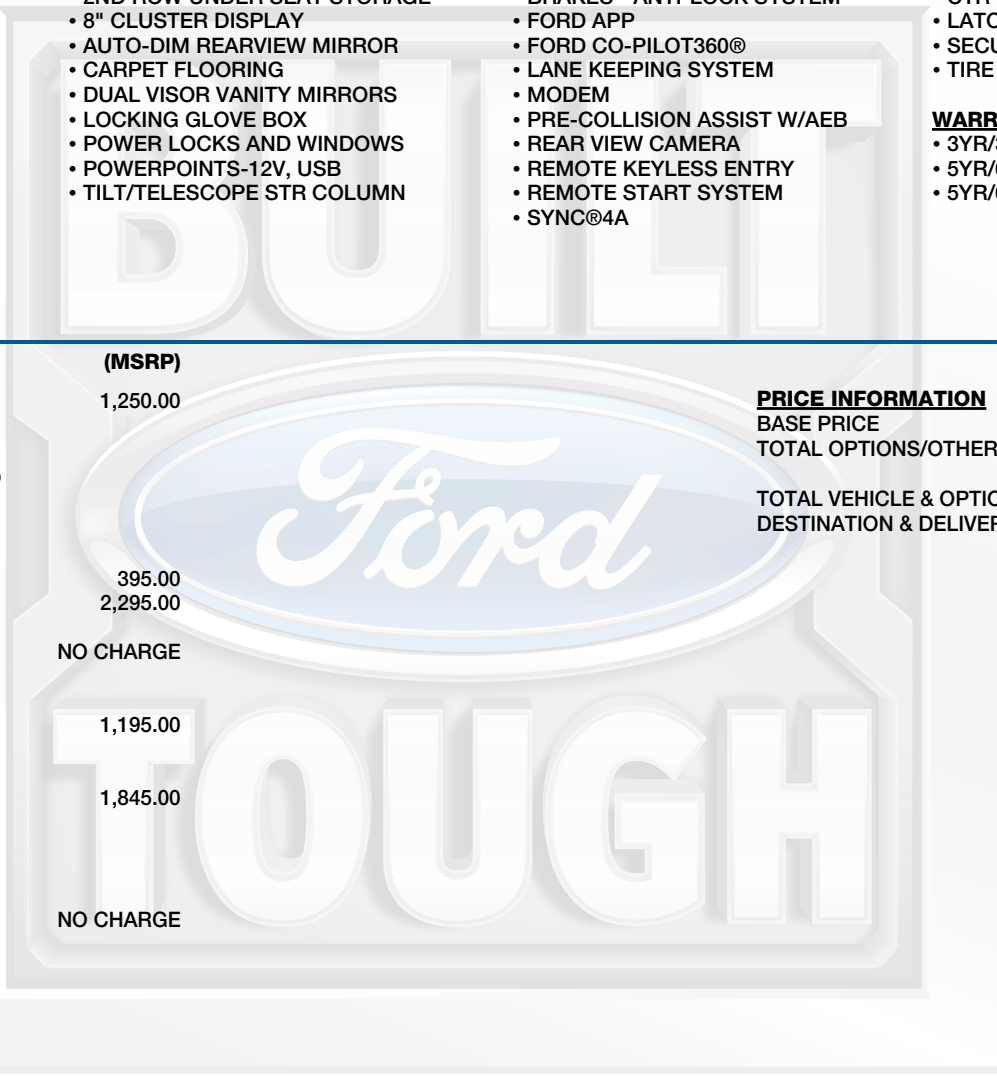 • 8" CLUSTER DISPLAY
• AUTO-DIM REARVIEW MIRROR
• CARPET FLOORING
• DUAL VISOR VANITY MIRRORS
• LOCKING GLOVE BOX
• POWER LOCKS AND WINDOWS
• POWERPOINTS-12V, USB
• TILT/TELESCOPE STR COLUMN
• FORD APP
• FORD CO-PILOT360®
• LANE KEEPING SYSTEM
• MODEM
• PRE-COLLISION ASSIST W/AEB
• REAR VIEW CAMERA
• REMOTE KEYLESS ENTRY
• REMOTE START SYSTEM
• SYNC®4A
• TIRE
(MSRP)
1,250.00
395.00
2,295.00
NO CHARGE
1,195.00
1,845.00
NO CHARGE
PRICE INFORMATION
BASE PRICE
TOTAL OPTIONS/OTHER
TOTAL VEHICLE &
DESTINATION &
BUILT
Ford
TOUGH